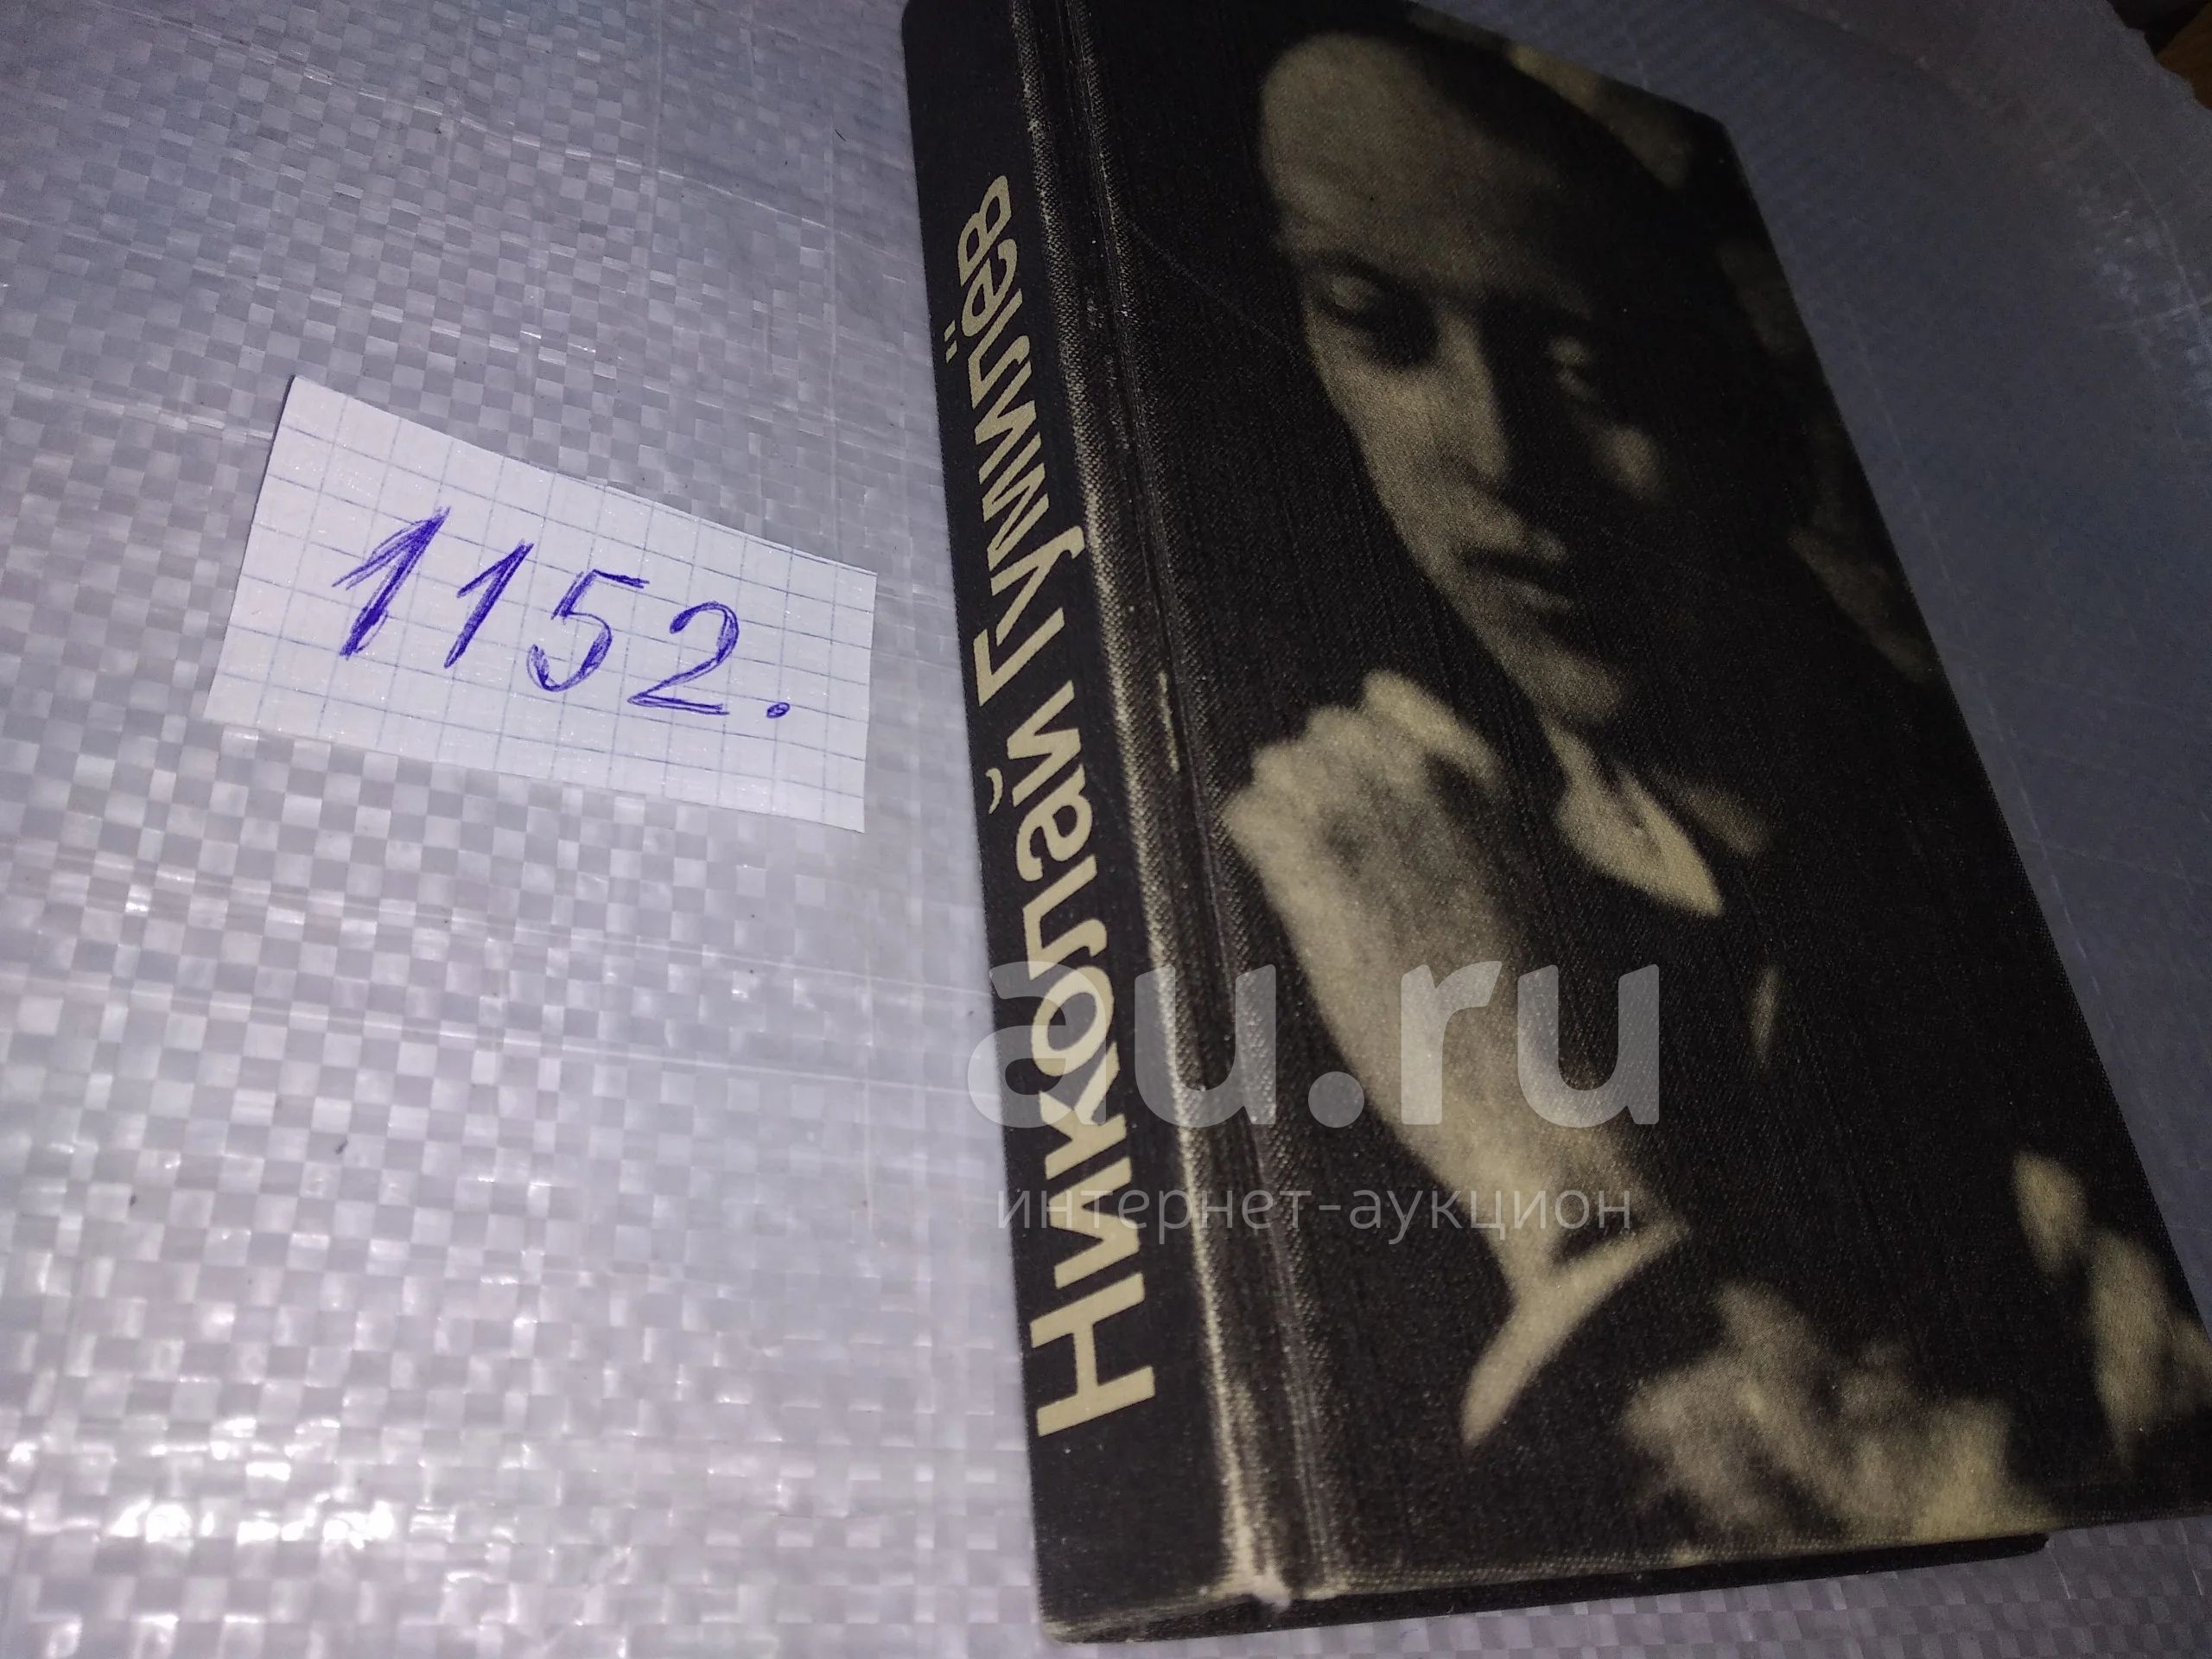 1152.
Николай Гумилёв
au.ru
интернет-аукцион